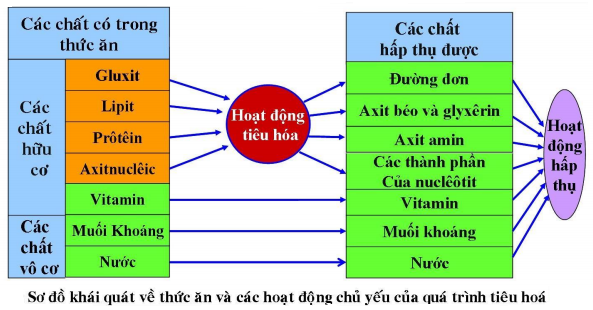 Các chất có trong
thức ăn
Các
chất
hữu
cơ
Gluxit
Lipit
Prôtêin
Axitnuclêic
Vitamin
Các
chất
vô cơ
Muối Khoáng
Nước
Hoạt động
tiêu hóa
Các chất
hấp thụ được
Đường đơn
Axit béo và glyxêrin
Axit amin
Các thành phần
Của nuclêôtit
Vitamin
Muối khoáng
Nước
Hoạt
động
hấp
thụ
Sơ đồ khái quát về thức ăn và các hoạt động chủ yếu của quá trình tiêu hoá